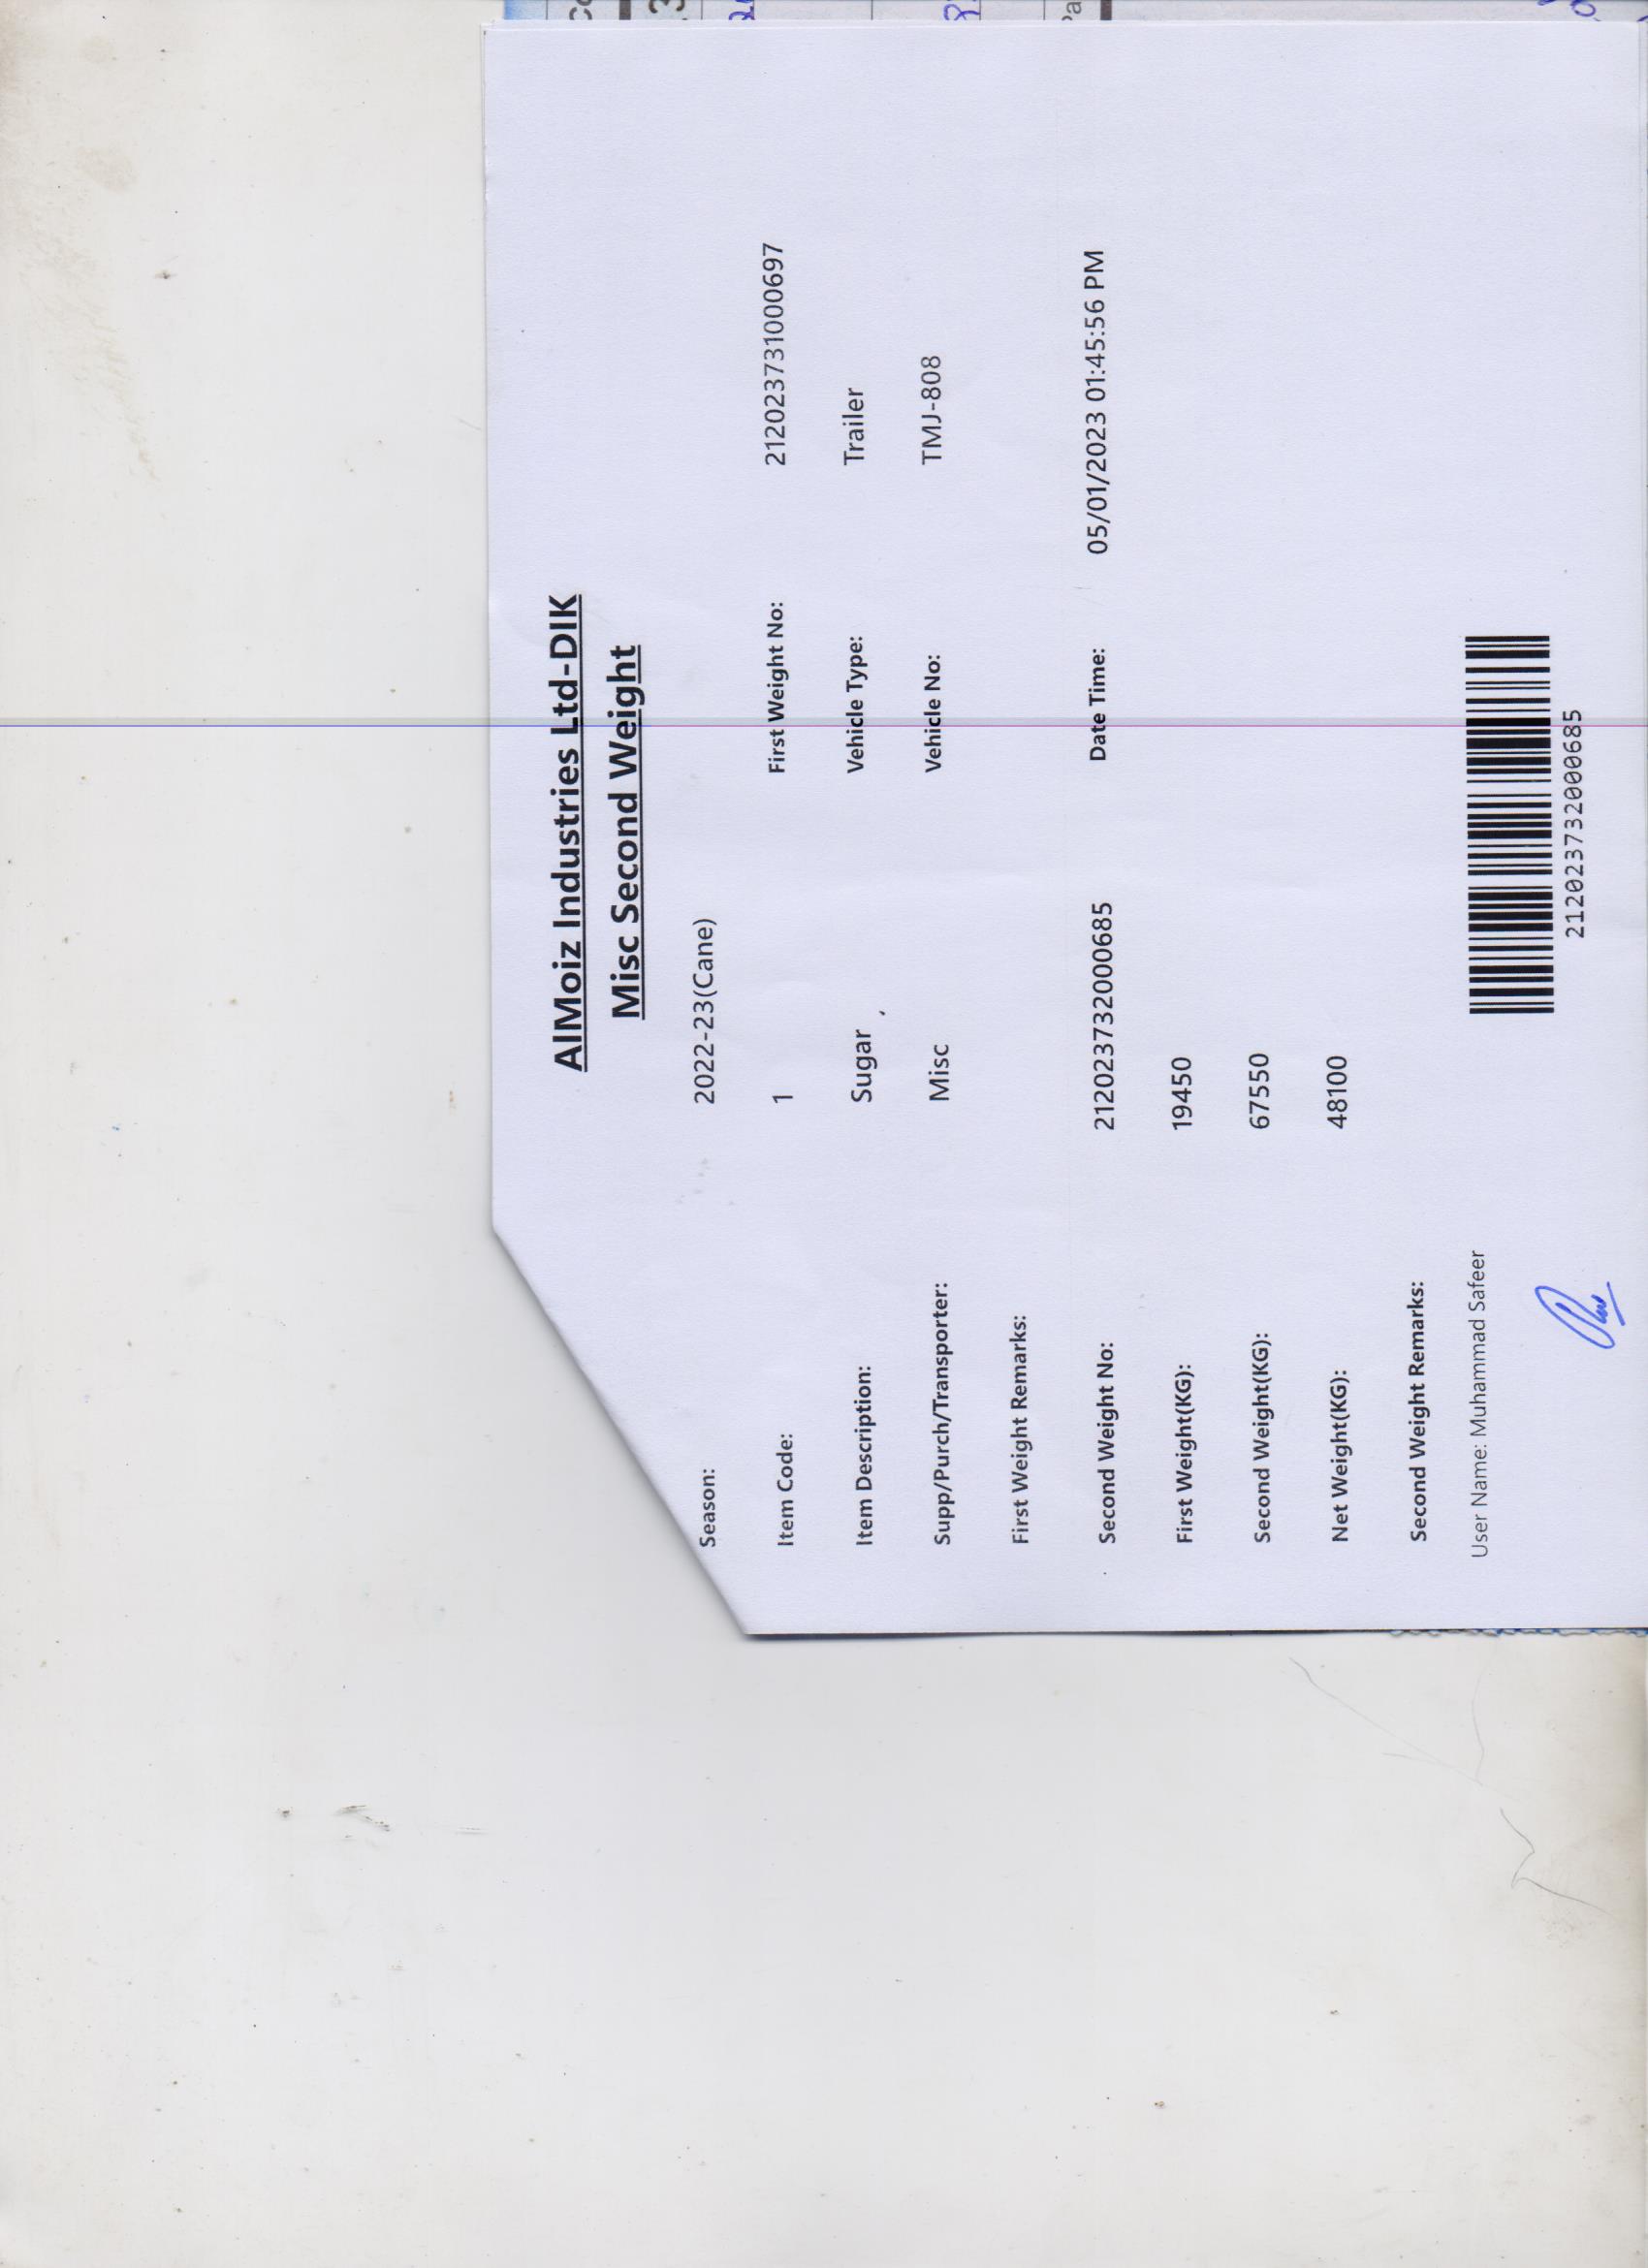 AlMoiz Industries Ltd-DIK
Misc Second Weight
Season: 2022-23(Cane)
Item Code: 1 First Weight No: 212023731000697
Item Description: Sugar Vehicle Type: Trailer
Supp/Purch/Transporter: Misc Vehicle No: TMJ-808
First Weight Remarks:
Second Weight No: 212023732000685 Date Time: 05/01/2023 01:45:56 PM
First Weight(KG): 19450
Second Weight(KG): 67550
Net Weight(KG): 48100
Second Weight Remarks:
User Name: Muhammad Safeer
212023732000685